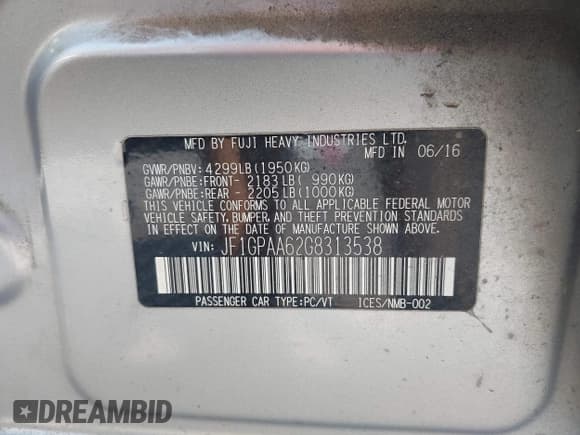 MFD BY FUJI HEAVY INDUSTRIES LTD.
MFD IN 06/16
GVWR/PNBV: 4299LB(1950KG)
GAWR/PNBE:FRONT- 2183LB( 990KG)
GAWR/PNBE:REAR - 2205LB(1000KG)
THIS VEHICLE CONFORMS TO ALL APPLICABLE FEDERAL MOTOR
VEHICLE SAFETY, BUMPER, AND THEFT PREVENTION STANDARDS
IN EFFECT ON THE DATE OF MANUFACTURE SHOWN ABOVE.
VIN: JF1GPAA62G8313538
PASSENGER CAR TYPE:PC/VT ICES/NMB-002
DREAMBID